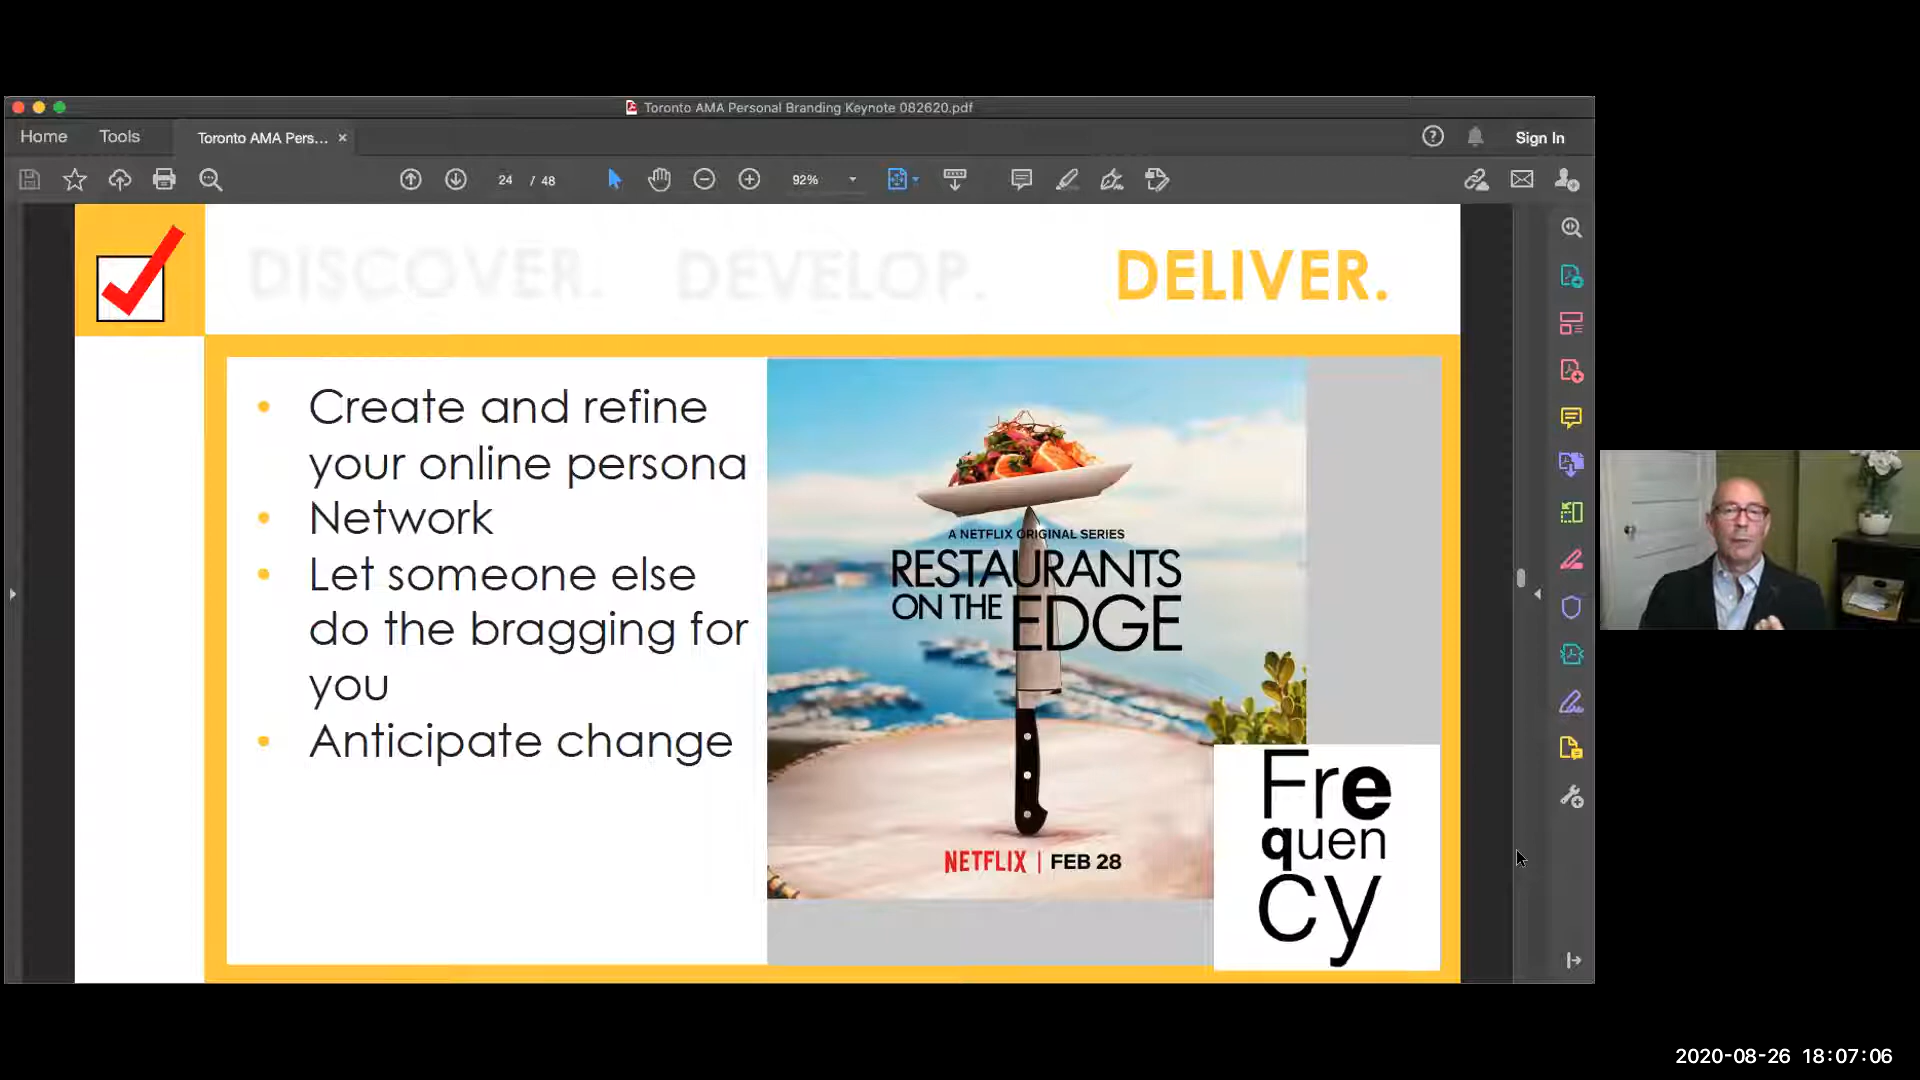 Toronto AMA Personal Branding Keynote 082620.pdf
Home
Tools
Toronto AMA Pers...
Sign In
24 / 48
92%
DISCOVER.
DEVELOP.
DELIVER.
• Create and refine
your online persona
• Network
• Let someone else
do the bragging for
you
• Anticipate change
A NETFLIX ORIGINAL SERIES
RESTAURANTS
ON THE EDGE
NETFLIX | FEB 28
Fre
quen
cy
2020-08-26 18:07:06